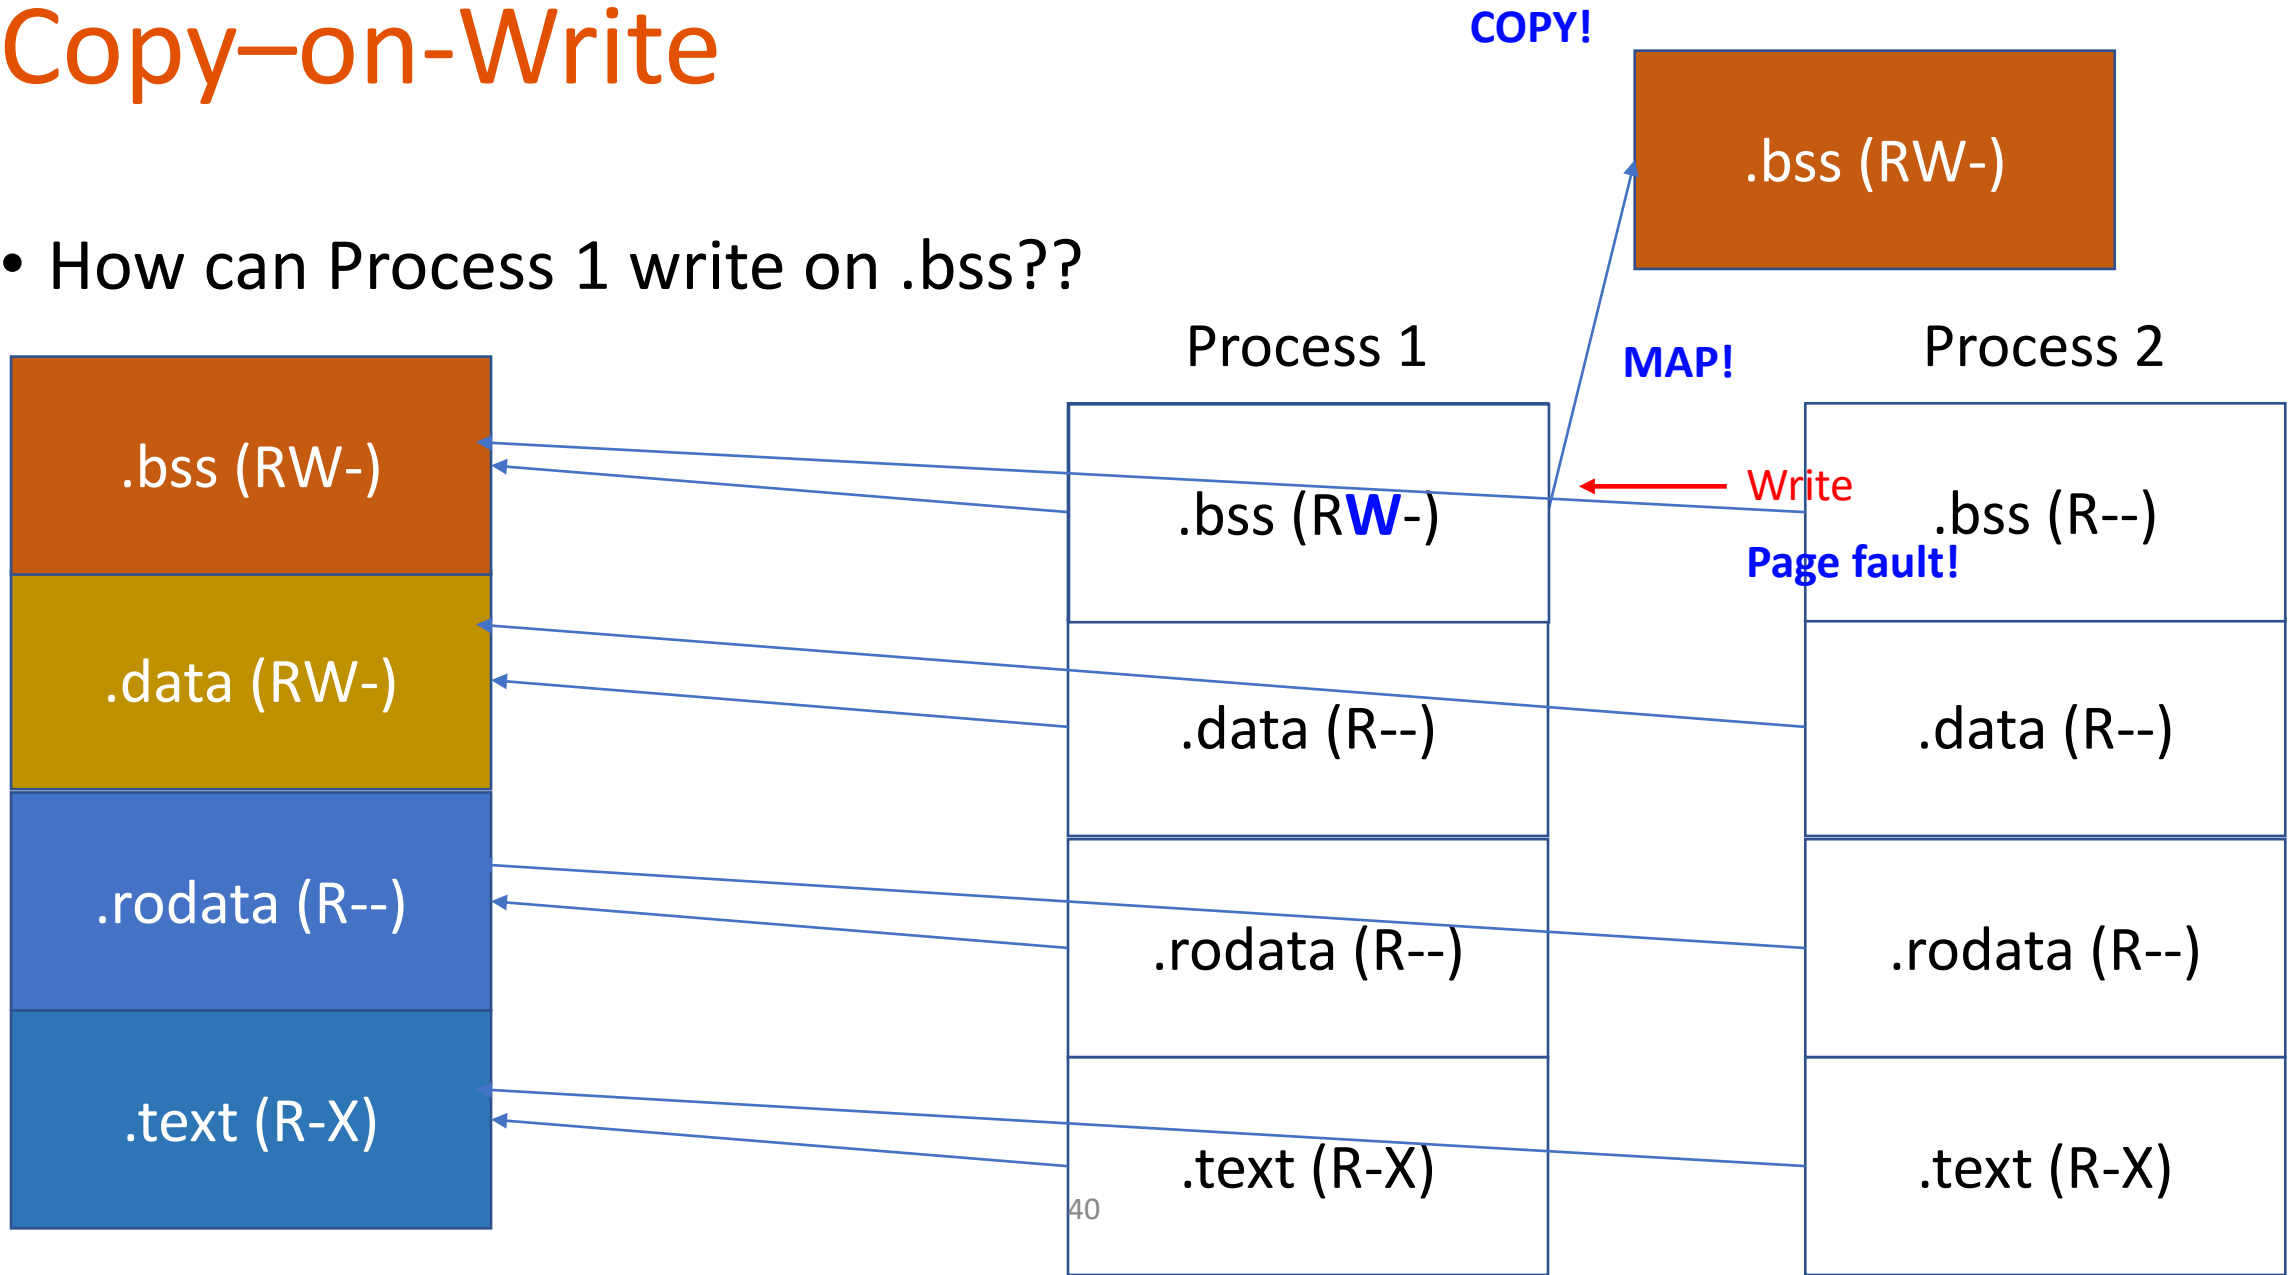 Copy–on-Write
COPY!
.bss (RW-)
• How can Process 1 write on .bss??
Process 1
MAP!
Process 2
.bss (RW-)
.bss (RW-)
Write
.bss (R--)
Page fault!
.data (RW-)
.data (R--)
.data (R--)
.rodata (R--)
.rodata (R--)
.rodata (R--)
.text (R-X)
.text (R-X)
.text (R-X)
40